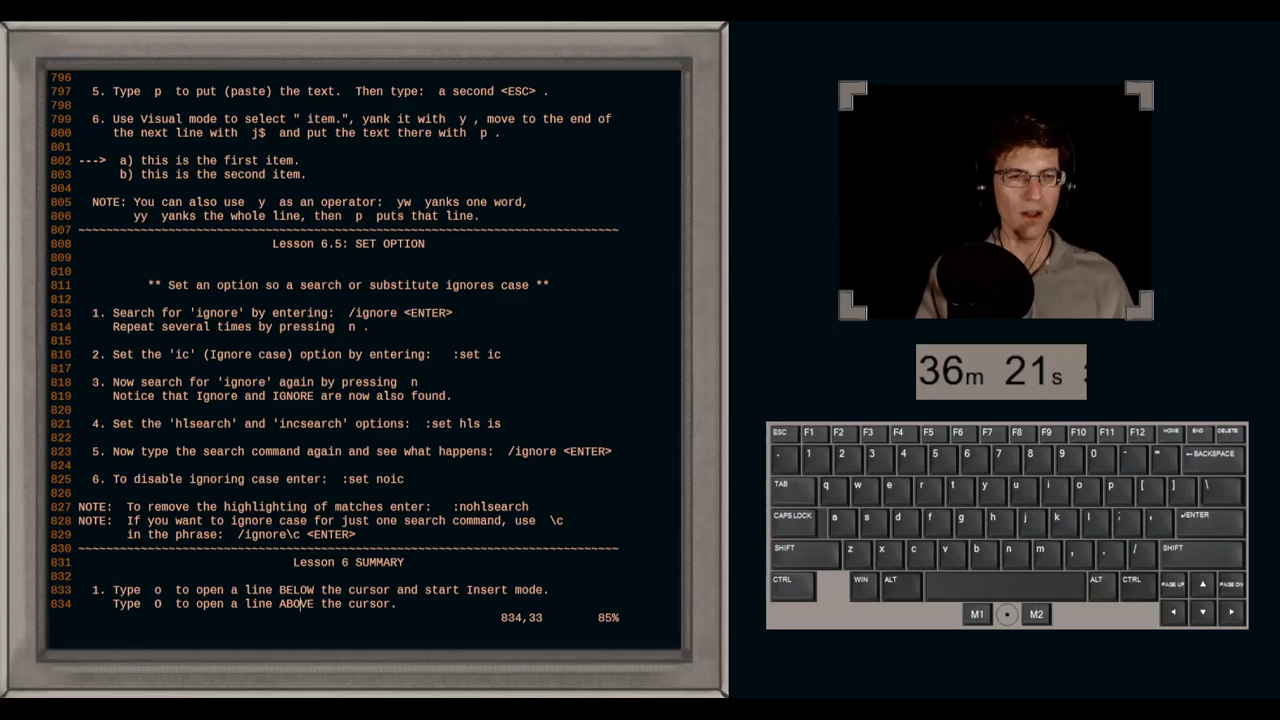 796
797   5. Type  p  to put (paste) the text.  Then type:  a second <ESC> .
798
799   6. Use Visual mode to select " item.", yank it with  y , move to the end of
800      the next line with  j$  and put the text there with  p .
801
802 --->  a) this is the first item.
803       b) this is the second item.
804
805   NOTE: You can also use  y  as an operator:  yw  yanks one word,
806         yy  yanks the whole line, then  p  puts that line.
807 ~~~~~~~~~~~~~~~~~~~~~~~~~~~~~~~~~~~~~~~~~~~~~~~~~~~~~~~~~~~~~~~~~~~~~~~~~~~~~~
808                             Lesson 6.5: SET OPTION
809
810
811           ** Set an option so a search or substitute ignores case **
812
813   1. Search for 'ignore' by entering:  /ignore <ENTER>
814      Repeat several times by pressing  n .
815
816   2. Set the 'ic' (Ignore case) option by entering:   :set ic
817
818   3. Now search for 'ignore' again by pressing  n
819      Notice that Ignore and IGNORE are now also found.
820
821   4. Set the 'hlsearch' and 'incsearch' options:  :set hls is
822
823   5. Now type the search command again and see what happens:  /ignore <ENTER>
824
825   6. To disable ignoring case enter:  :set noic
826
827 NOTE:  To remove the highlighting of matches enter:   :nohlsearch
828 NOTE:  If you want to ignore case for just one search command, use  \c
829        in the phrase:  /ignore\c <ENTER>
830 ~~~~~~~~~~~~~~~~~~~~~~~~~~~~~~~~~~~~~~~~~~~~~~~~~~~~~~~~~~~~~~~~~~~~~~~~~~~~~~
831                                Lesson 6 SUMMARY
832
833   1. Type  o  to open a line BELOW the cursor and start Insert mode.
834      Type  O  to open a line ABOVE the cursor.
834,33        85%
36m 21s
ESC F1 F2 F3 F4 F5 F6 F7 F8 F9 F10 F11 F12 HOME END DELETE
1 2 3 4 5 6 7 8 9 0 - = ←BACKSPACE
TAB q w e r t y u i o p [ ] \
CAPS LOCK a s d f g h j k l ; ENTER
SHIFT z x c v b n m , . / SHIFT
CTRL WIN ALT ALT CTRL PAGE UP ▲ PAGE DN
M1 M2 ◄ ▼ ►